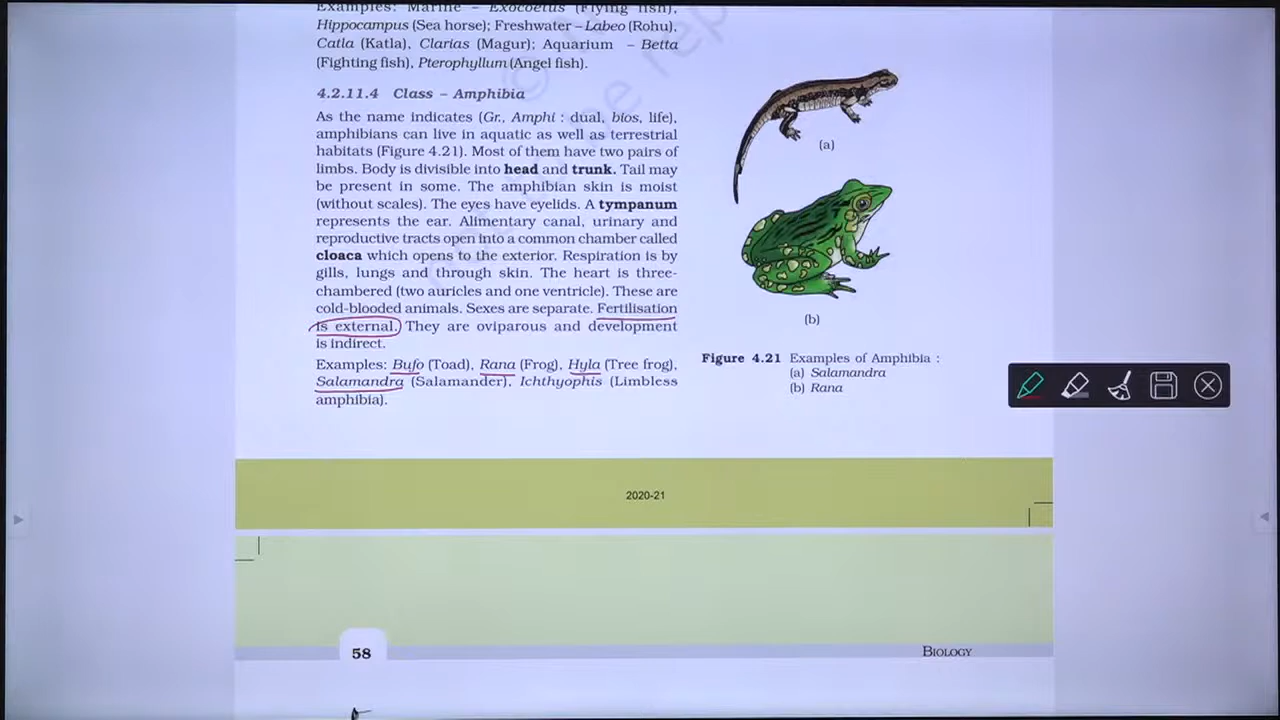 Examples: Marine – Exocoetus (Flying fish),
Hippocampus (Sea horse); Freshwater – Labeo (Rohu),
Catla (Katla), Clarias (Magur); Aquarium – Betta
(Fighting fish), Pterophyllum (Angel fish).
4.2.11.4 Class – Amphibia
As the name indicates (Gr., Amphi : dual, bios, life),
amphibians can live in aquatic as well as terrestrial
habitats (Figure 4.21). Most of them have two pairs of
limbs. Body is divisible into head and trunk. Tail may
be present in some. The amphibian skin is moist
(without scales). The eyes have eyelids. A tympanum
represents the ear. Alimentary canal, urinary and
reproductive tracts open into a common chamber called
cloaca which opens to the exterior. Respiration is by
gills, lungs and through skin. The heart is three-
chambered (two auricles and one ventricle). These are
cold-blooded animals. Sexes are separate. Fertilisation
is external. They are oviparous and development
is indirect.
Examples: Bufo (Toad), Rana (Frog), Hyla (Tree frog),
Salamandra (Salamander), Ichthyophis (Limbless
amphibia).
(a)
(b)
Figure 4.21 Examples of Amphibia :
(a) Salamandra
(b) Rana
2020-21
58
BIOLOGY